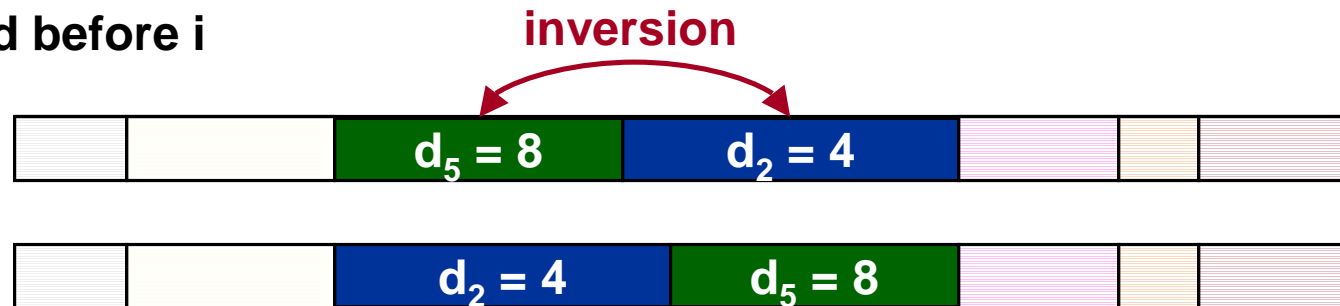 d before i
inversion
d₅ = 8 d₂ = 4
d₂ = 4 d₅ = 8